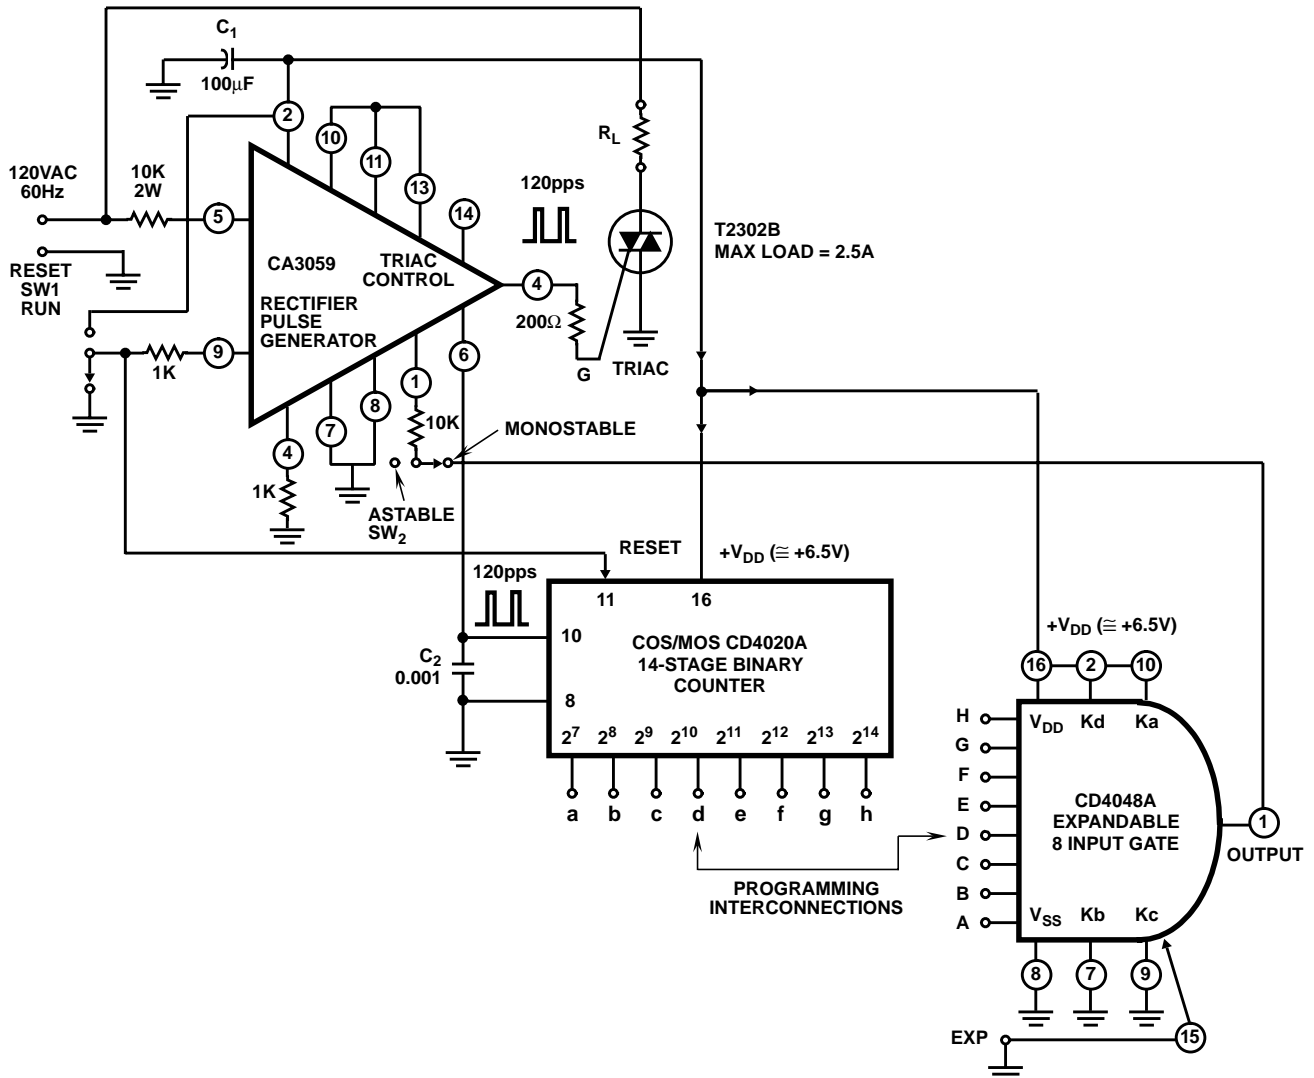 C1
100μF
2
10
11
13
14
120VAC
60Hz
10K
2W
5
120pps
RL
T2302B
MAX LOAD = 2.5A
RESET
SW1
RUN
CA3059
TRIAC
CONTROL
RECTIFIER
PULSE
GENERATOR
4
200Ω
G
TRIAC
1K
9
6
1
8
7
4
10K
MONOSTABLE
1K
ASTABLE
SW2
RESET
+VDD (≅ +6.5V)
120pps
11
16
10
COS/MOS CD4020A
14-STAGE BINARY
COUNTER
C2
0.001
8
2^7 2^8 2^9 2^10 2^11 2^12 2^13 2^14
a b c d e f g h
PROGRAMMING
INTERCONNECTIONS
+VDD (≅ +6.5V)
16 2 10
VDD Kd Ka
H
G
F
E
D
C
B
A
CD4048A
EXPANDABLE
8 INPUT GATE
1
OUTPUT
VSS Kb Kc
8 7 9
EXP
15